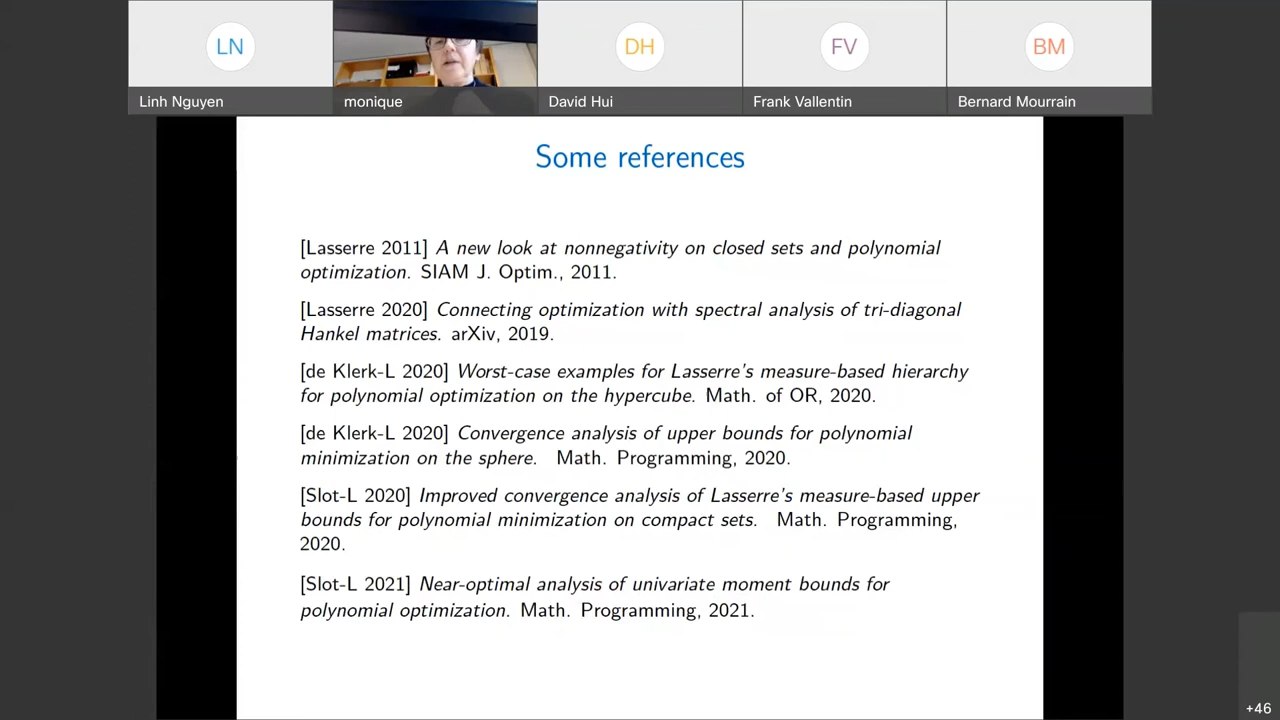 LN
DH
FV
BM
Linh Nguyen
monique
David Hui
Frank Vallentin
Bernard Mourrain
Some references
[Lasserre 2011] A new look at nonnegativity on closed sets and polynomial
optimization. SIAM J. Optim., 2011.
[Lasserre 2020] Connecting optimization with spectral analysis of tri-diagonal
Hankel matrices. arXiv, 2019.
[de Klerk-L 2020] Worst-case examples for Lasserre's measure-based hierarchy
for polynomial optimization on the hypercube. Math. of OR, 2020.
[de Klerk-L 2020] Convergence analysis of upper bounds for polynomial
minimization on the sphere. Math. Programming, 2020.
[Slot-L 2020] Improved convergence analysis of Lasserre's measure-based upper
bounds for polynomial minimization on compact sets. Math. Programming,
2020.
[Slot-L 2021] Near-optimal analysis of univariate moment bounds for
polynomial optimization. Math. Programming, 2021.
+46